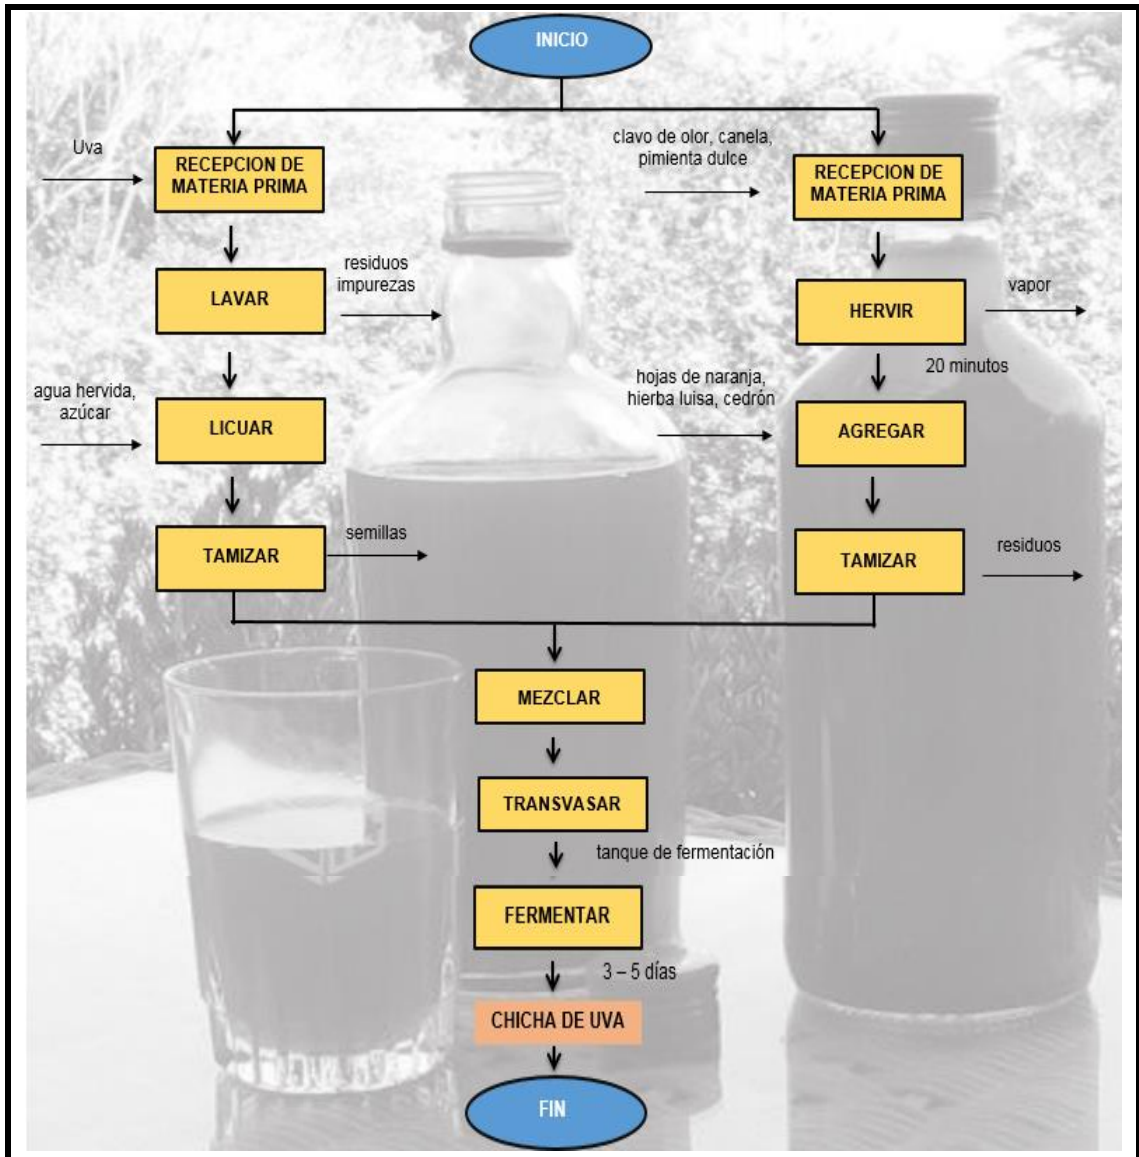 INICIO
Uva
RECEPCION DE
MATERIA PRIMA
clavo de olor, canela,
pimienta dulce
RECEPCION DE
MATERIA PRIMA
LAVAR
residuos
impurezas
HERVIR
vapor
20 minutos
agua hervida,
azúcar
LICUAR
hojas de naranja,
hierba luisa, cedrón
AGREGAR
TAMIZAR
semillas
TAMIZAR
residuos
MEZCLAR
TRANSVASAR
tanque de fermentación
FERMENTAR
3 – 5 días
CHICHA DE UVA
FIN